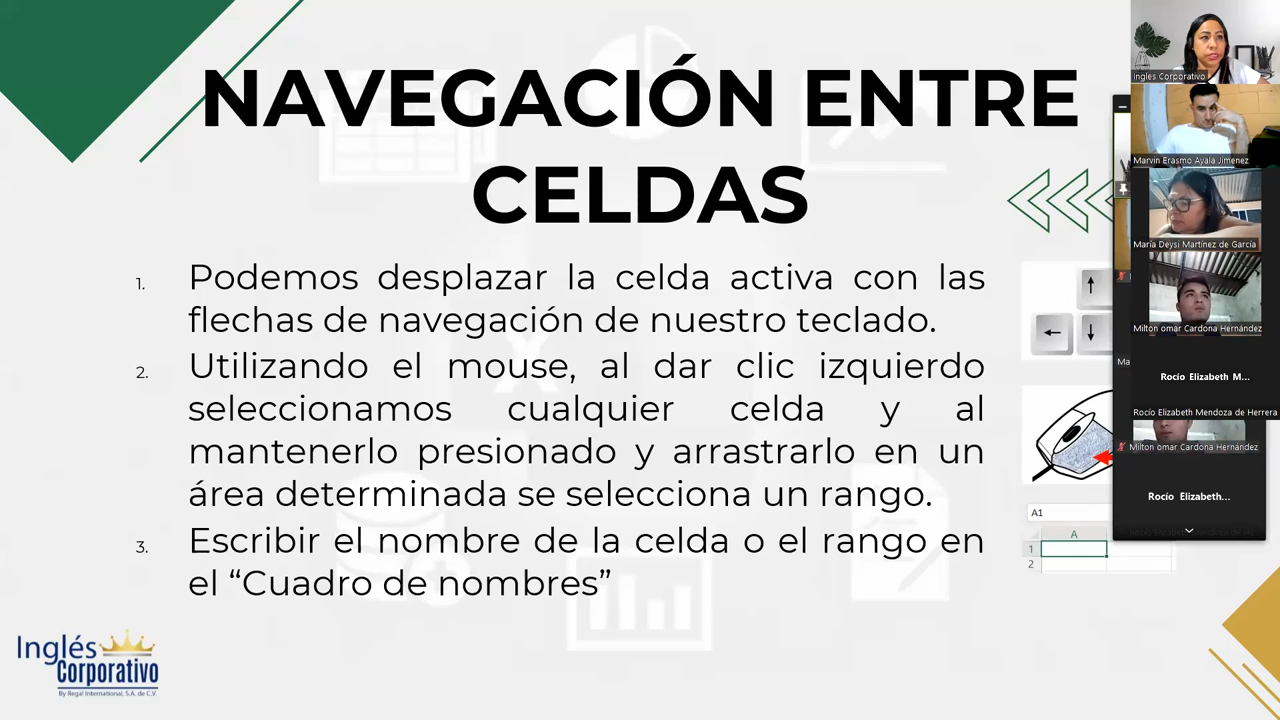 NAVEGACIÓN ENTRE
CELDAS
1. Podemos desplazar la celda activa con las
flechas de navegación de nuestro teclado.
2. Utilizando el mouse, al dar clic izquierdo
seleccionamos cualquier celda y al
mantenerlo presionado y arrastrarlo en un
área determinada se selecciona un rango.
3. Escribir el nombre de la celda o el rango en
el “Cuadro de nombres”
A1
A
1
2
Inglés
Corporativo
By Regal International, S.A. de C.V.
Ingles Corporativo
Marvin Erasmo Ayala Jimenez
María Deysi Martínez de García
Milton omar Cardona Hernández
Ma
Rocío Elizabeth M...
Rocío Elizabeth Mendoza de Herrera
Milton omar Cardona Hernández
Rocío Elizabeth...